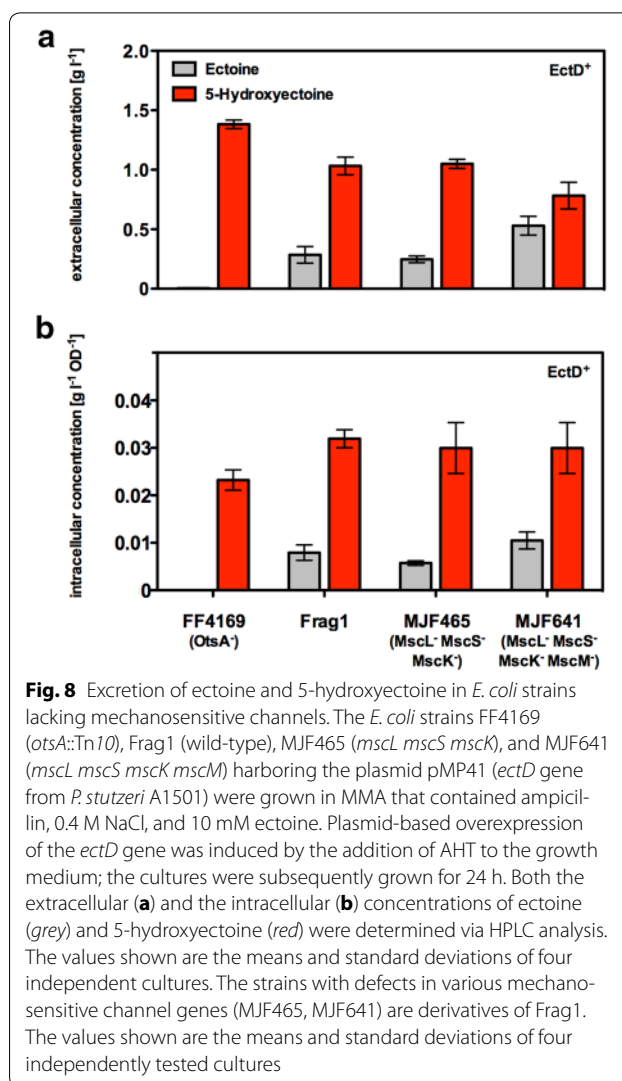 a
2.0
1.5
1.0
0.5
0
extracellular concentration [g l⁻¹]
Ectoine
5-Hydroxyectoine
EctD⁺
b
0.04
0.03
0.02
0.01
0
intracellular concentration [g l⁻¹ OD⁻¹]
EctD⁺
FF4169 Frag1 MJF465 MJF641
(OtsA⁻) (MscL⁻ MscS⁻ (MscL⁻ MscS⁻
MscK⁻) MscK⁻ MscM⁻)
Fig. 8 Excretion of ectoine and 5-hydroxyectoine in E. coli strains
lacking mechanosensitive channels. The E. coli strains FF4169
(otsA::Tn10), Frag1 (wild-type), MJF465 (mscL mscS mscK), and MJF641
(mscL mscS mscK mscM) harboring the plasmid pMP41 (ectD gene
from P. stutzeri A1501) were grown in MMA that contained ampicil-
lin, 0.4 M NaCl, and 10 mM ectoine. Plasmid-based overexpression
of the ectD gene was induced by the addition of AHT to the growth
medium; the cultures were subsequently grown for 24 h. Both the
extracellular (a) and the intracellular (b) concentrations of ectoine
(grey) and 5-hydroxyectoine (red) were determined via HPLC analysis.
The values shown are the means and standard deviations of four
independent cultures. The strains with defects in various mechano-
sensitive channel genes (MJF465, MJF641) are derivatives of Frag1.
The values shown are the means and standard deviations of four
independently tested cultures